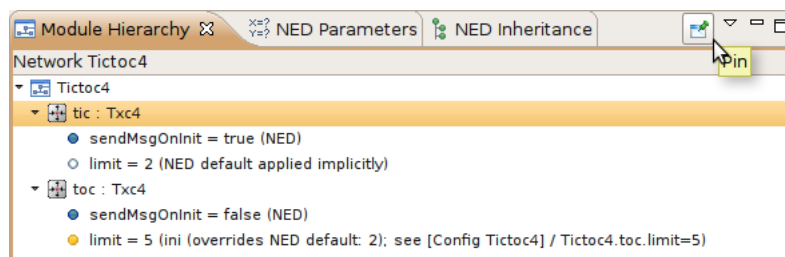 Module Hierarchy X=? Y=? NED Parameters NED Inheritance
Network Tictoc4 Pin
Tictoc4
tic : Txc4
sendMsgOnInit = true (NED)
limit = 2 (NED default applied implicitly)
toc : Txc4
sendMsgOnInit = false (NED)
limit = 5 (ini (overrides NED default: 2); see [Config Tictoc4] / Tictoc4.toc.limit=5)